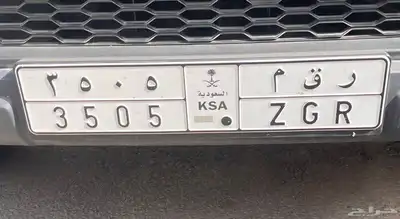 ٣٥٠٥
ر ق م
السعودية
KSA
3505
Z G R
حراج